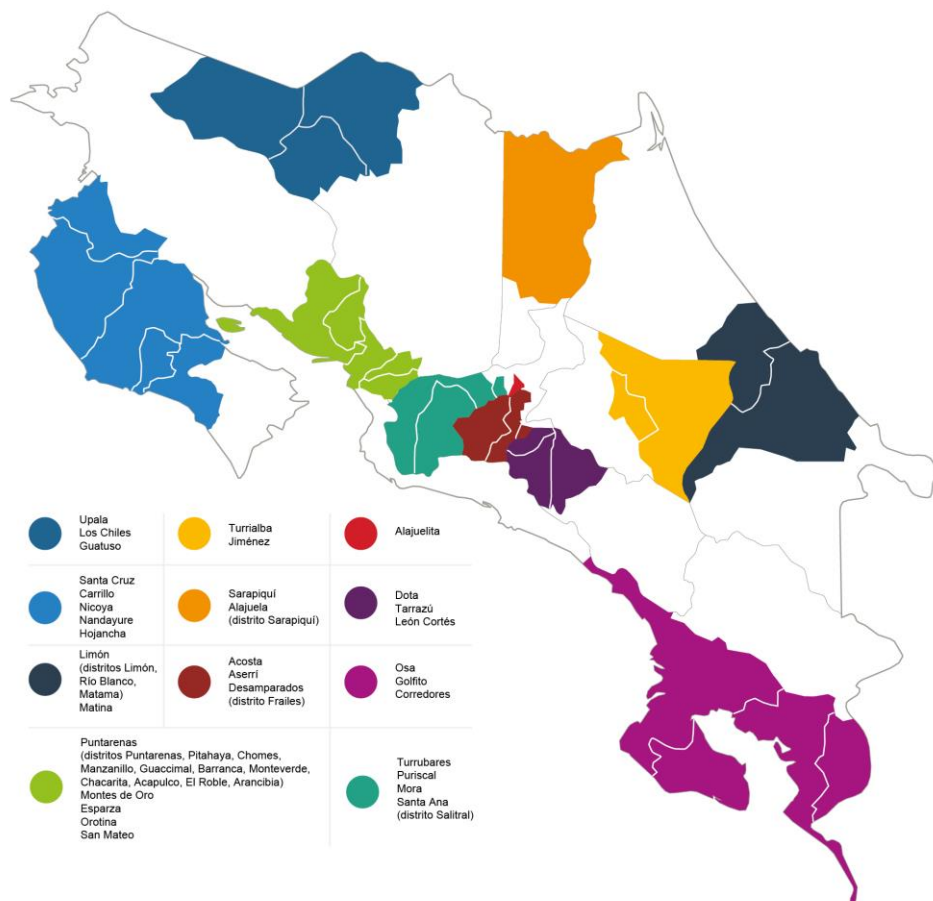 Upala
Los Chiles
Guatuso
Turrialba
Jiménez
Alajuelita
Santa Cruz
Carrillo
Nicoya
Nandayure
Hojancha
Sarapiquí
Alajuela
(distrito Sarapiquí)
Dota
Tarrazú
León Cortés
Limón
(distritos Limón,
Río Blanco,
Matama)
Matina
Acosta
Aserrí
Desamparados
(distrito Frailes)
Osa
Golfito
Corredores
Puntarenas
(distritos Puntarenas, Pitahaya, Chomes,
Manzanillo, Guaccimal, Barranca, Monteverde,
Chacarita, Acapulco, El Roble, Arancibia)
Montes de Oro
Esparza
Orotina
San Mateo
Turrubares
Puriscal
Mora
Santa Ana
(distrito Salitral)